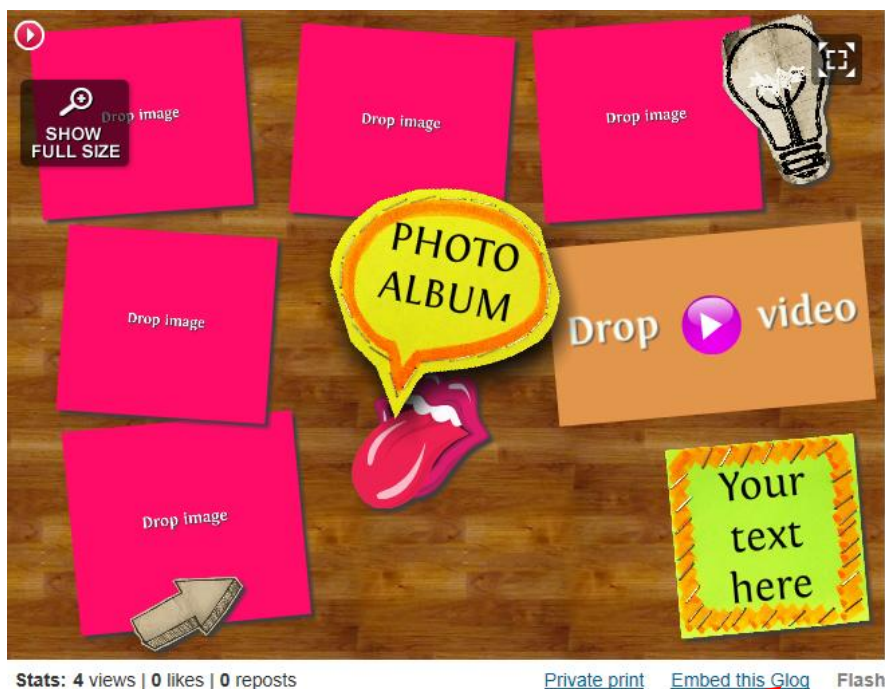 Drop image
SHOW
FULL SIZE
Drop image
Drop image
PHOTO
ALBUM
Drop image
Drop video
Drop image
Your
text
here
Stats: 4 views | 0 likes | 0 reposts
Private print Embed this Glog Flash